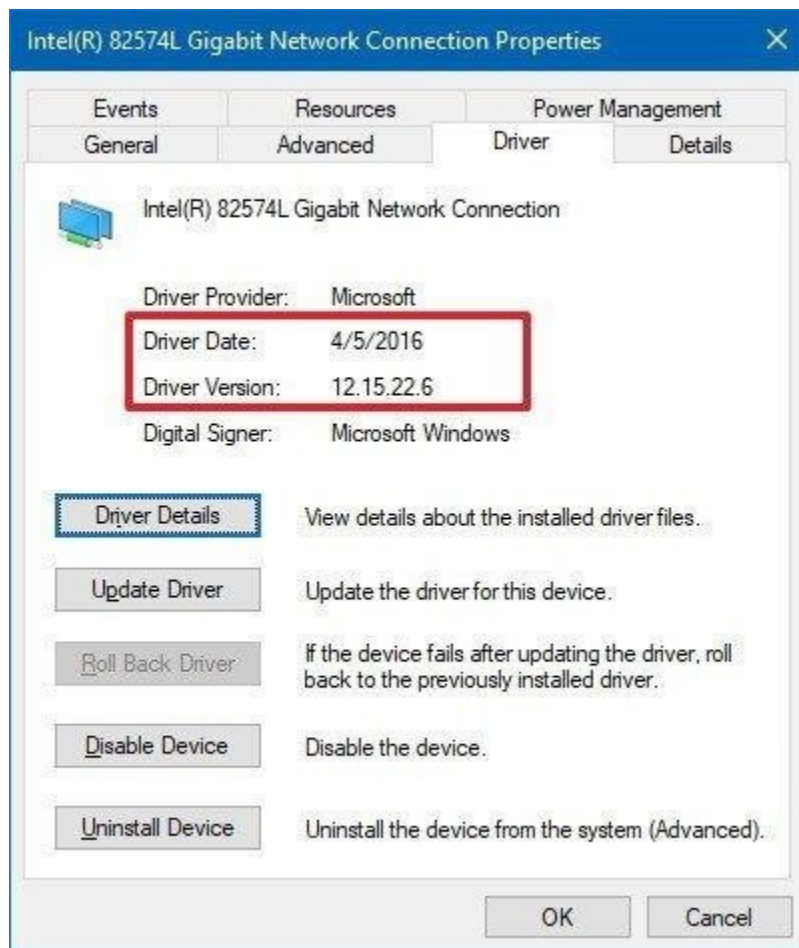 Intel(R) 82574L Gigabit Network Connection Properties
Events Resources Power Management
General Advanced Driver Details
Intel(R) 82574L Gigabit Network Connection
Driver Provider: Microsoft
Driver Date: 4/5/2016
Driver Version: 12.15.22.6
Digital Signer: Microsoft Windows
Driver Details View details about the installed driver files.
Update Driver Update the driver for this device.
Roll Back Driver If the device fails after updating the driver, roll
back to the previously installed driver.
Disable Device Disable the device.
Uninstall Device Uninstall the device from the system (Advanced).
OK Cancel